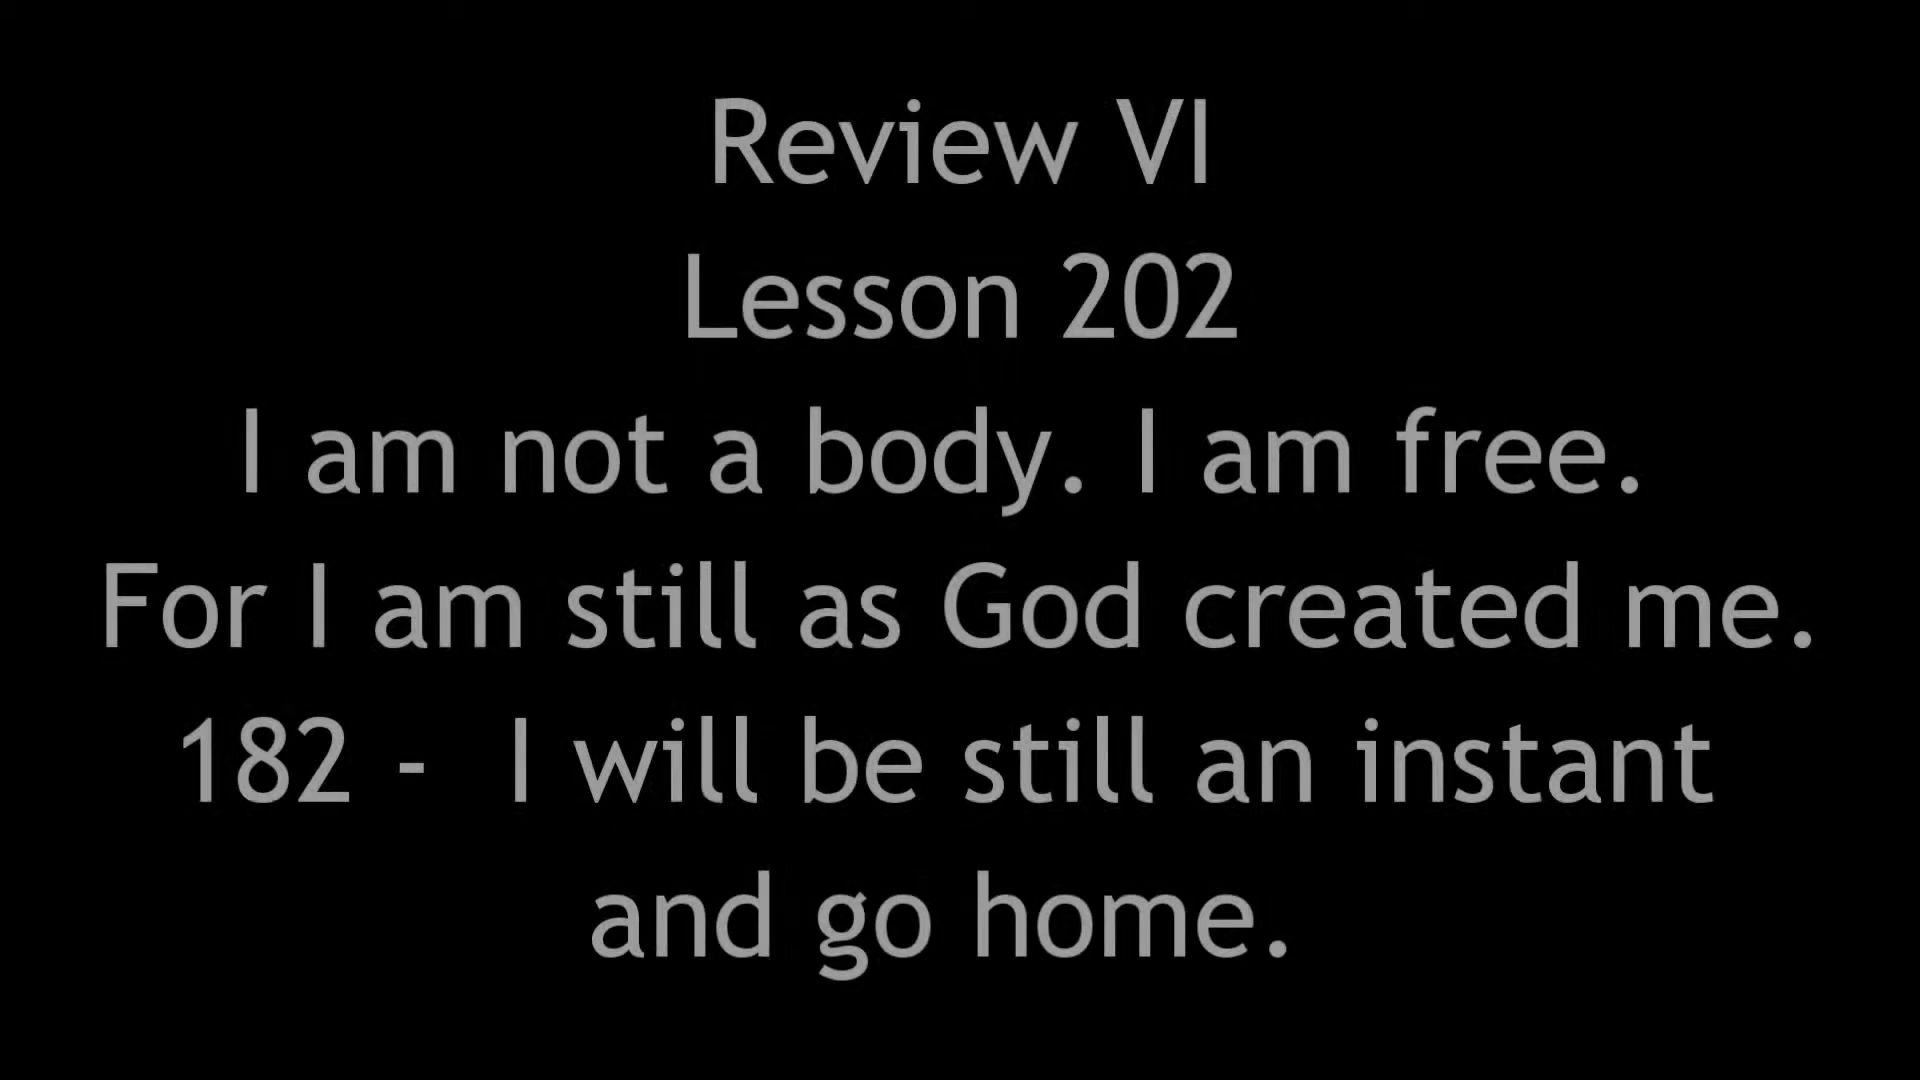 Review VI
Lesson 202
I am not a body. I am free.
For I am still as God created me.
182 -  I will be still an instant
and go home.